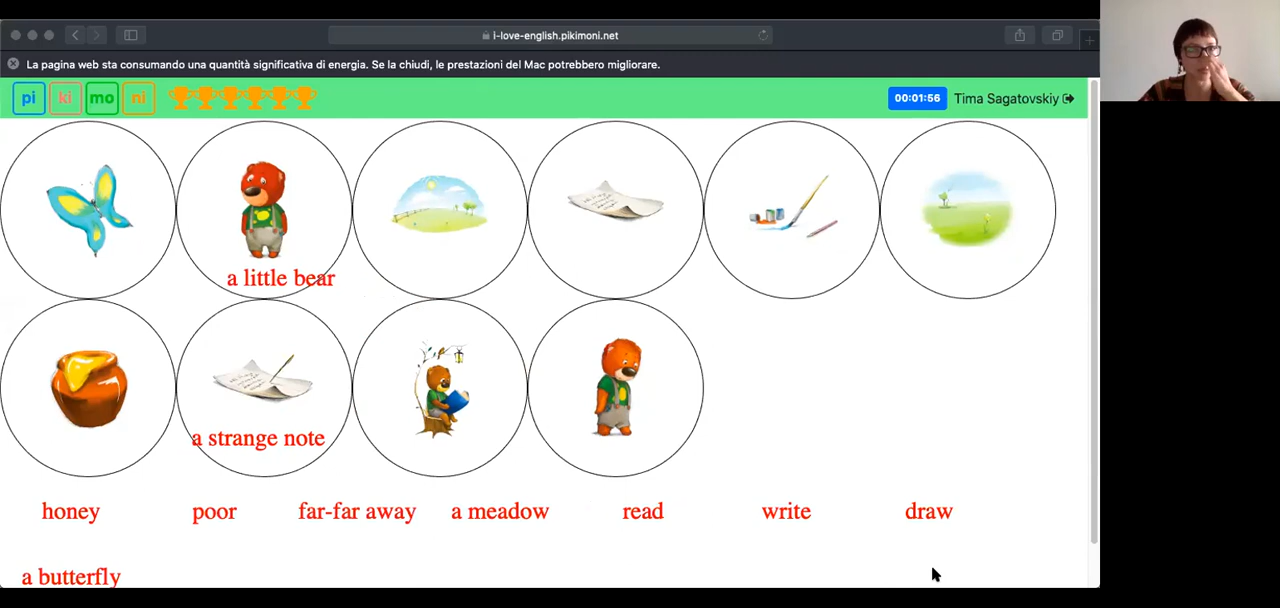 i-love-english.pikimoni.net
La pagina web sta consumando una quantità significativa di energia. Se la chiudi, le prestazioni del Mac potrebbero migliorare.
pi ki mo ni 00:01:56 Tima Sagatovskiy
a little bear
a strange note
honey poor far-far away a meadow read write draw
a butterfly